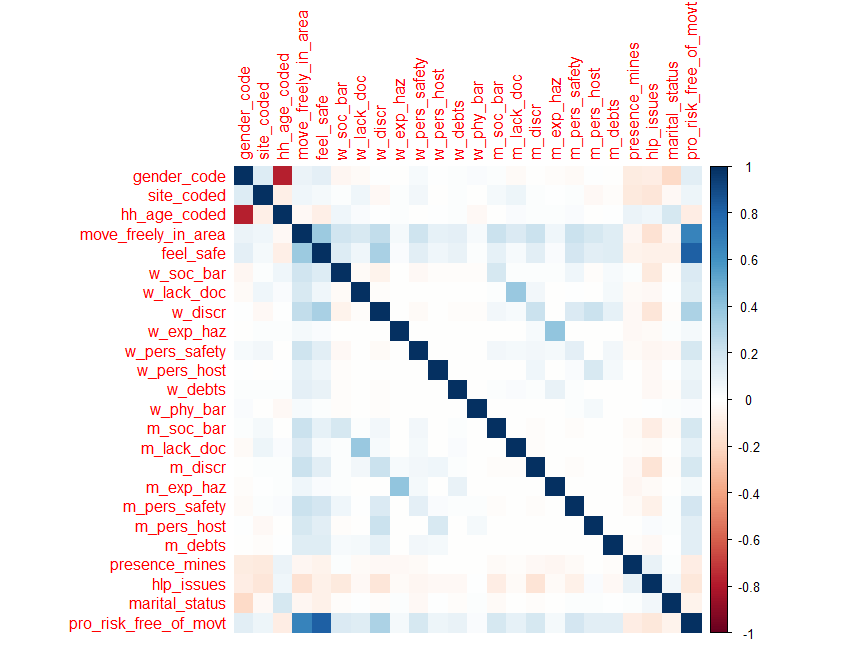 gender_code
site_coded
hh_age_coded
move_freely_in_area
feel_safe
w_soc_bar
w_lack_doc
w_discr
w_exp_haz
w_pers_safety
w_pers_host
w_debts
w_phy_bar
m_soc_bar
m_lack_doc
m_discr
m_exp_haz
m_pers_safety
m_pers_host
m_debts
presence_mines
hlp_issues
marital_status
pro_risk_free_of_movt
gender_code
site_coded
hh_age_coded
move_freely_in_area
feel_safe
w_soc_bar
w_lack_doc
w_discr
w_exp_haz
w_pers_safety
w_pers_host
w_debts
w_phy_bar
m_soc_bar
m_lack_doc
m_discr
m_exp_haz
m_pers_safety
m_pers_host
m_debts
presence_mines
hlp_issues
marital_status
pro_risk_free_of_movt
1
0.8
0.6
0.4
0.2
0
-0.2
-0.4
-0.6
-0.8
-1